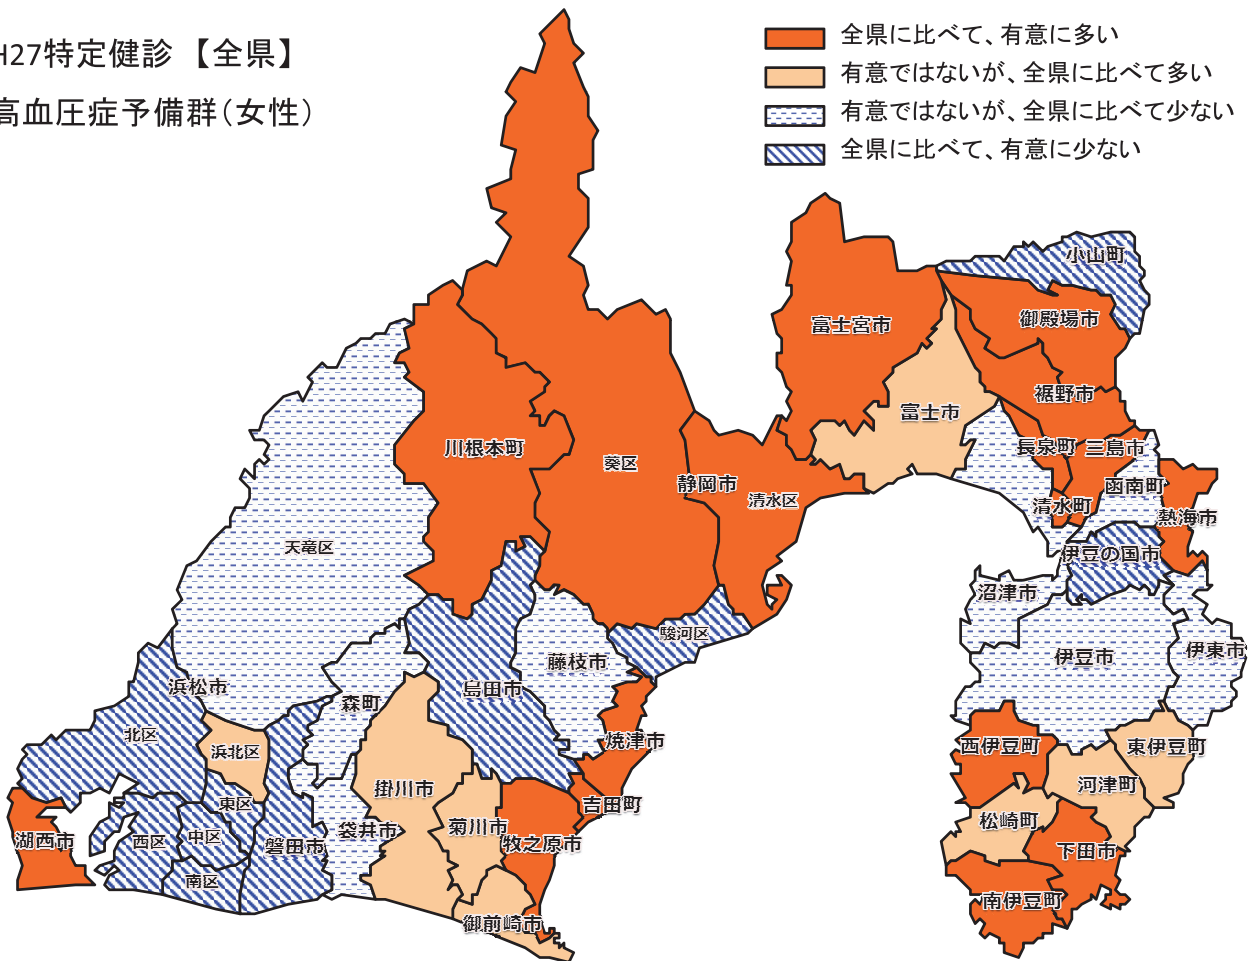 H27特定健診 【全県】
高血圧症予備群(女性)
全県に比べて、有意に多い
有意ではないが、全県に比べて多い
有意ではないが、全県に比べて少ない
全県に比べて、有意に少ない
小山町
御殿場市
富士宮市
裾野市
富士市
川根本町
葵区
長泉町
三島市
静岡市
清水区
函南町
清水町
熱海市
天竜区
伊豆の国市
沼津市
駿河区
藤枝市
伊豆市
伊東市
浜松市
島田市
森町
北区
浜北区
焼津市
西伊豆町
東伊豆町
掛川市
河津町
東区
吉田町
湖西市
西区
中区
磐田市
袋井市
菊川市
牧之原市
松崎町
下田市
南区
南伊豆町
御前崎市